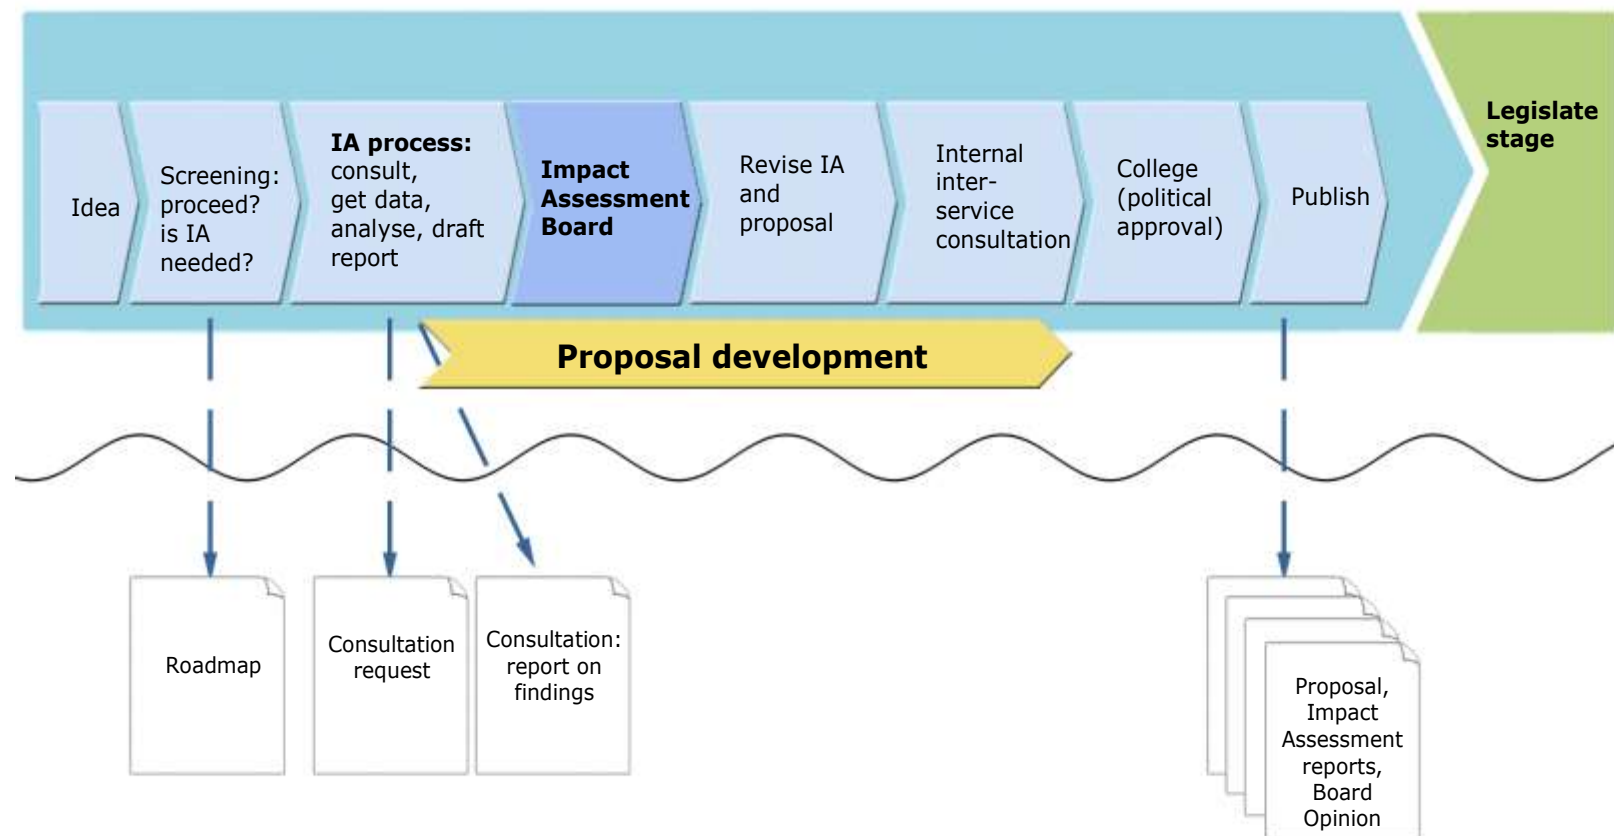 Idea
Screening:
proceed?
is IA
needed?
IA process:
consult,
get data,
analyse, draft
report
Impact
Assessment
Board
Revise IA
and
proposal
Internal
inter-
service
consultation
College
(political
approval)
Publish
Legislate
stage
Proposal development
Roadmap
Consultation
request
Consultation:
report on
findings
Proposal,
Impact
Assessment
reports,
Board
Opinion